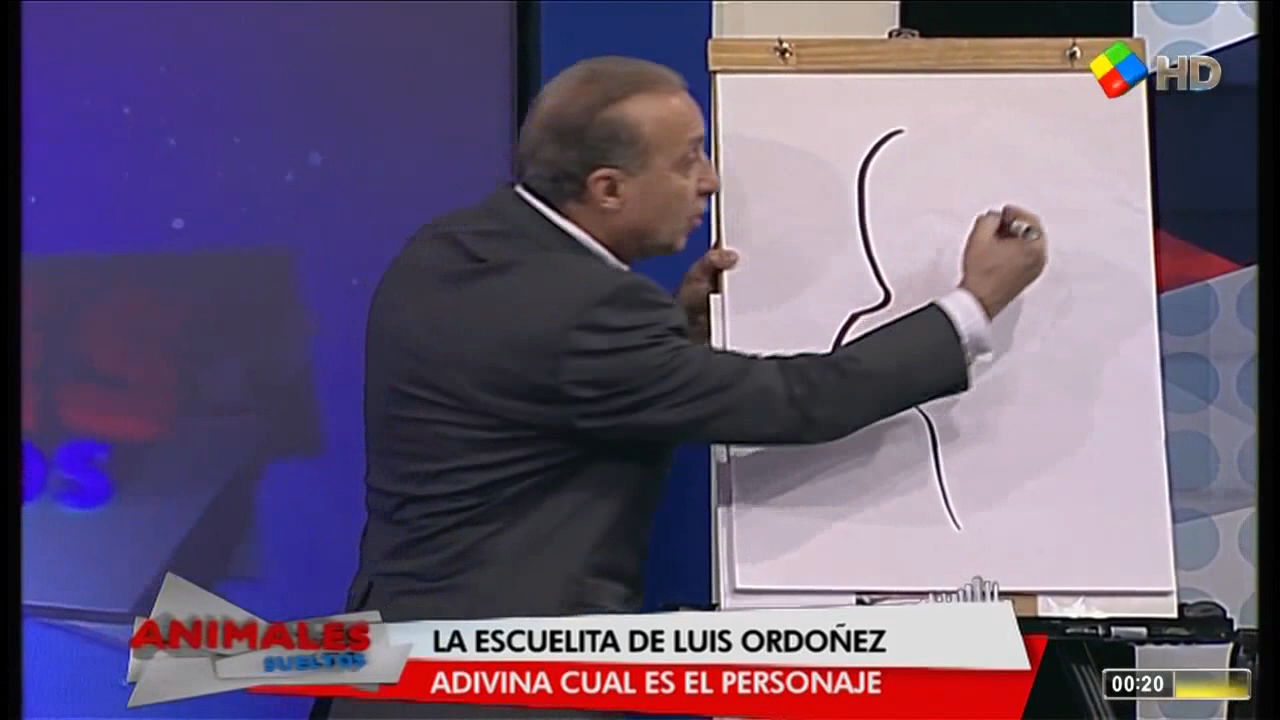 HD
ANIMALES
SUELTOS
LA ESCUELITA DE LUIS ORDOÑEZ
ADIVINA CUAL ES EL PERSONAJE
00:20